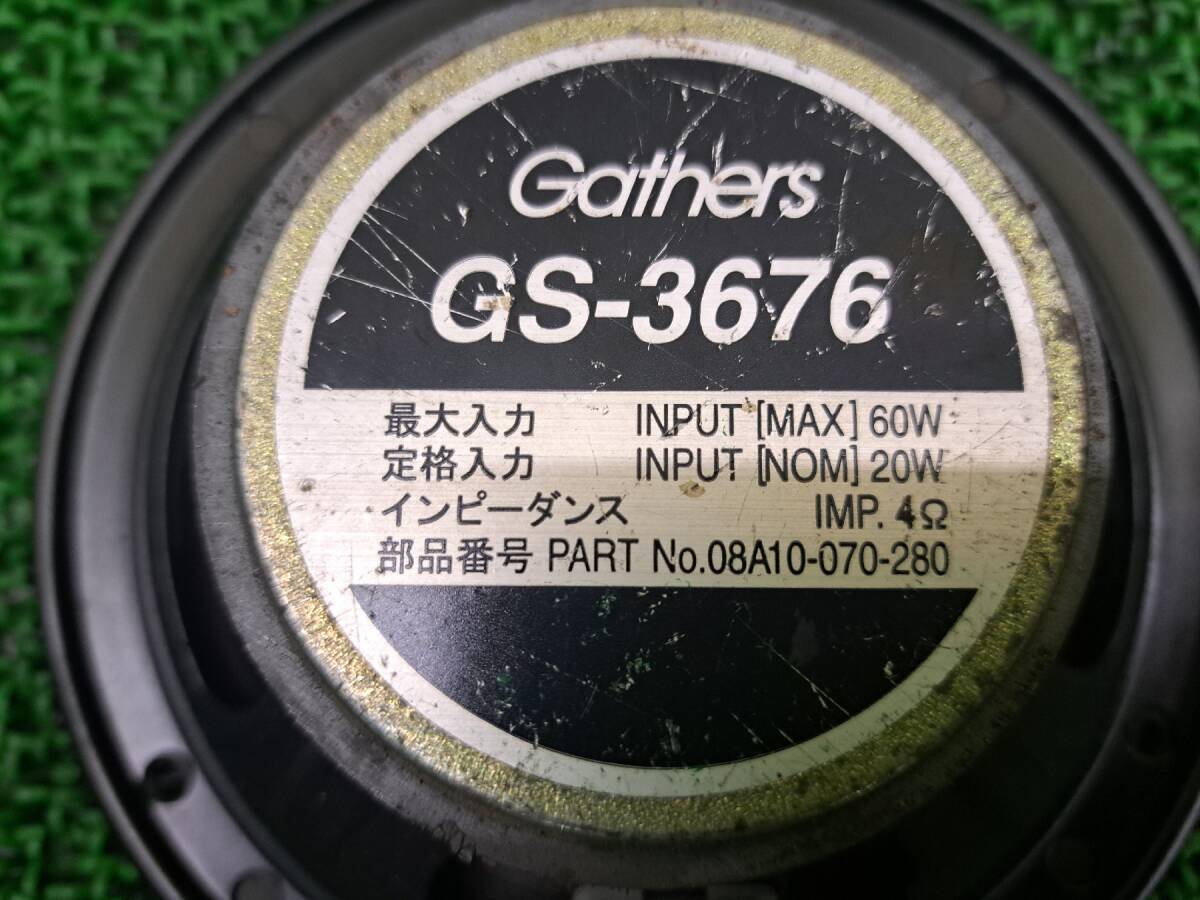 Gathers
GS-3676
最大入力 INPUT [MAX] 60W
定格入力 INPUT [NOM] 20W
インピーダンス IMP. 4Ω
部品番号 PART No.08A10-070-280